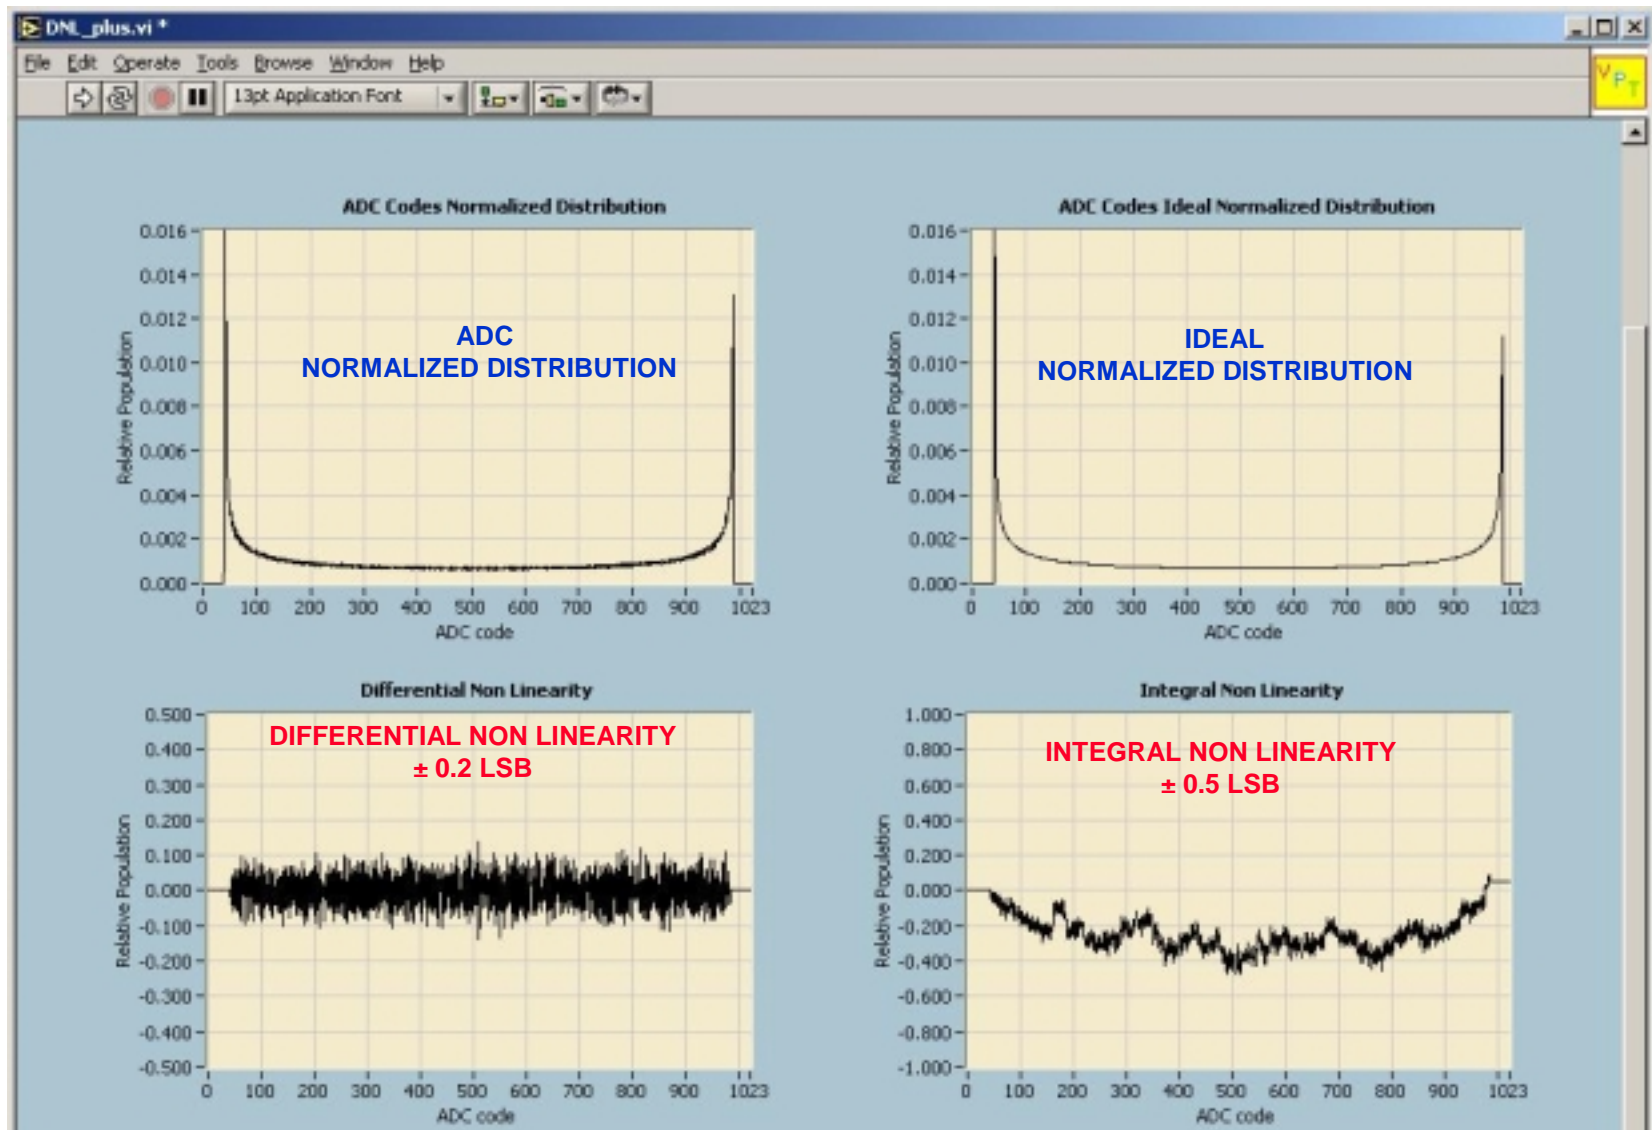 DNL_plus.vi *
File Edit Operate Tools Browse Window Help
13pt Application Font
V P T
ADC Codes Normalized Distribution
0.016
0.014
0.012
0.010
0.008
0.006
0.004
0.002
0.000
Relative Population
ADC
NORMALIZED DISTRIBUTION
0 100 200 300 400 500 600 700 800 900 1023
ADC code
ADC Codes Ideal Normalized Distribution
0.016
0.014
0.012
0.010
0.008
0.006
0.004
0.002
0.000
Relative Population
IDEAL
NORMALIZED DISTRIBUTION
0 100 200 300 400 500 600 700 800 900 1023
ADC code
Differential Non Linearity
0.500
0.400
0.300
0.200
0.100
0.000
-0.100
-0.200
-0.300
-0.400
-0.500
Relative Population
DIFFERENTIAL NON LINEARITY
± 0.2 LSB
0 100 200 300 400 500 600 700 800 900 1023
ADC code
Integral Non Linearity
1.000
0.800
0.600
0.400
0.200
0.000
-0.200
-0.400
-0.600
-0.800
-1.000
Relative Population
INTEGRAL NON LINEARITY
± 0.5 LSB
0 100 200 300 400 500 600 700 800 900 1023
ADC code